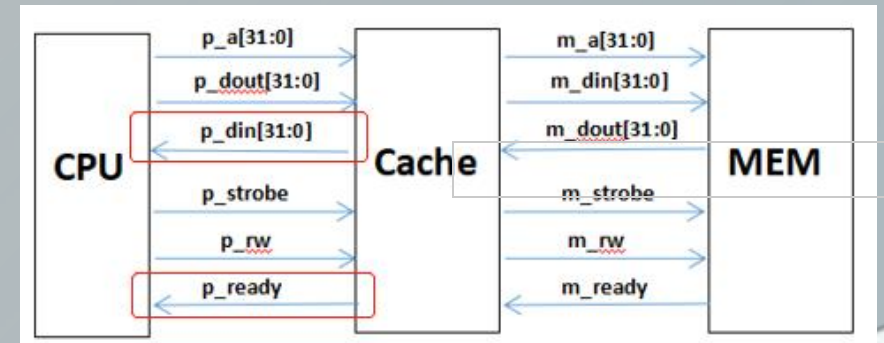 p_a[31:0]
m_a[31:0]
p_dout[31:0]
m_din[31:0]
p_din[31:0]
m_dout[31:0]
CPU
Cache
MEM
p_strobe
m_strobe
p_rw
m_rw
p_ready
m_ready